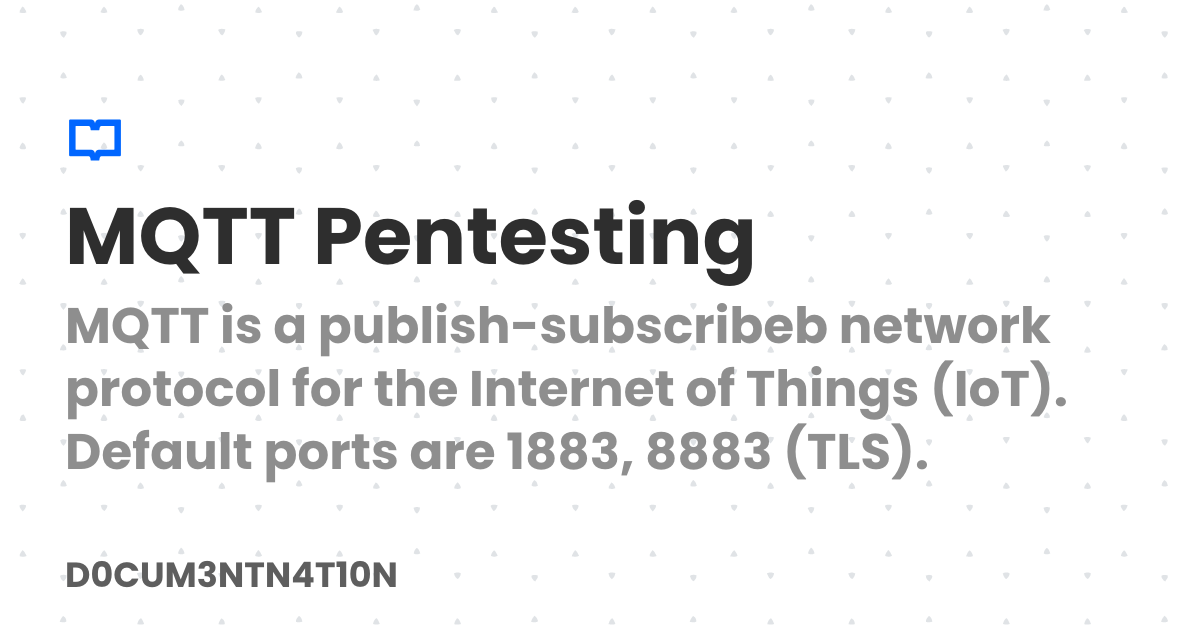 MQTT Pentesting
MQTT is a publish-subscribeb network
protocol for the Internet of Things (IoT).
Default ports are 1883, 8883 (TLS).
D0CUM3NTN4T10N